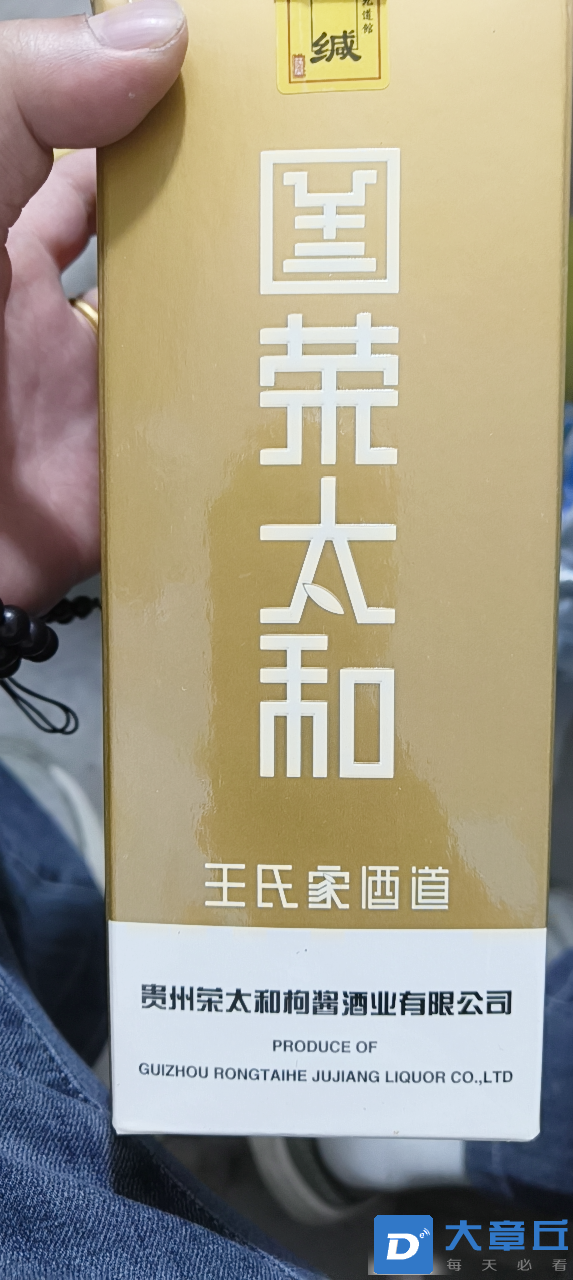 缄
荣太和
王氏家酒道
贵州荣太和枸酱酒业有限公司
PRODUCE OF
GUIZHOU RONGTAIHE JUJIANG LIQUOR CO.,LTD
大章丘
每天必看